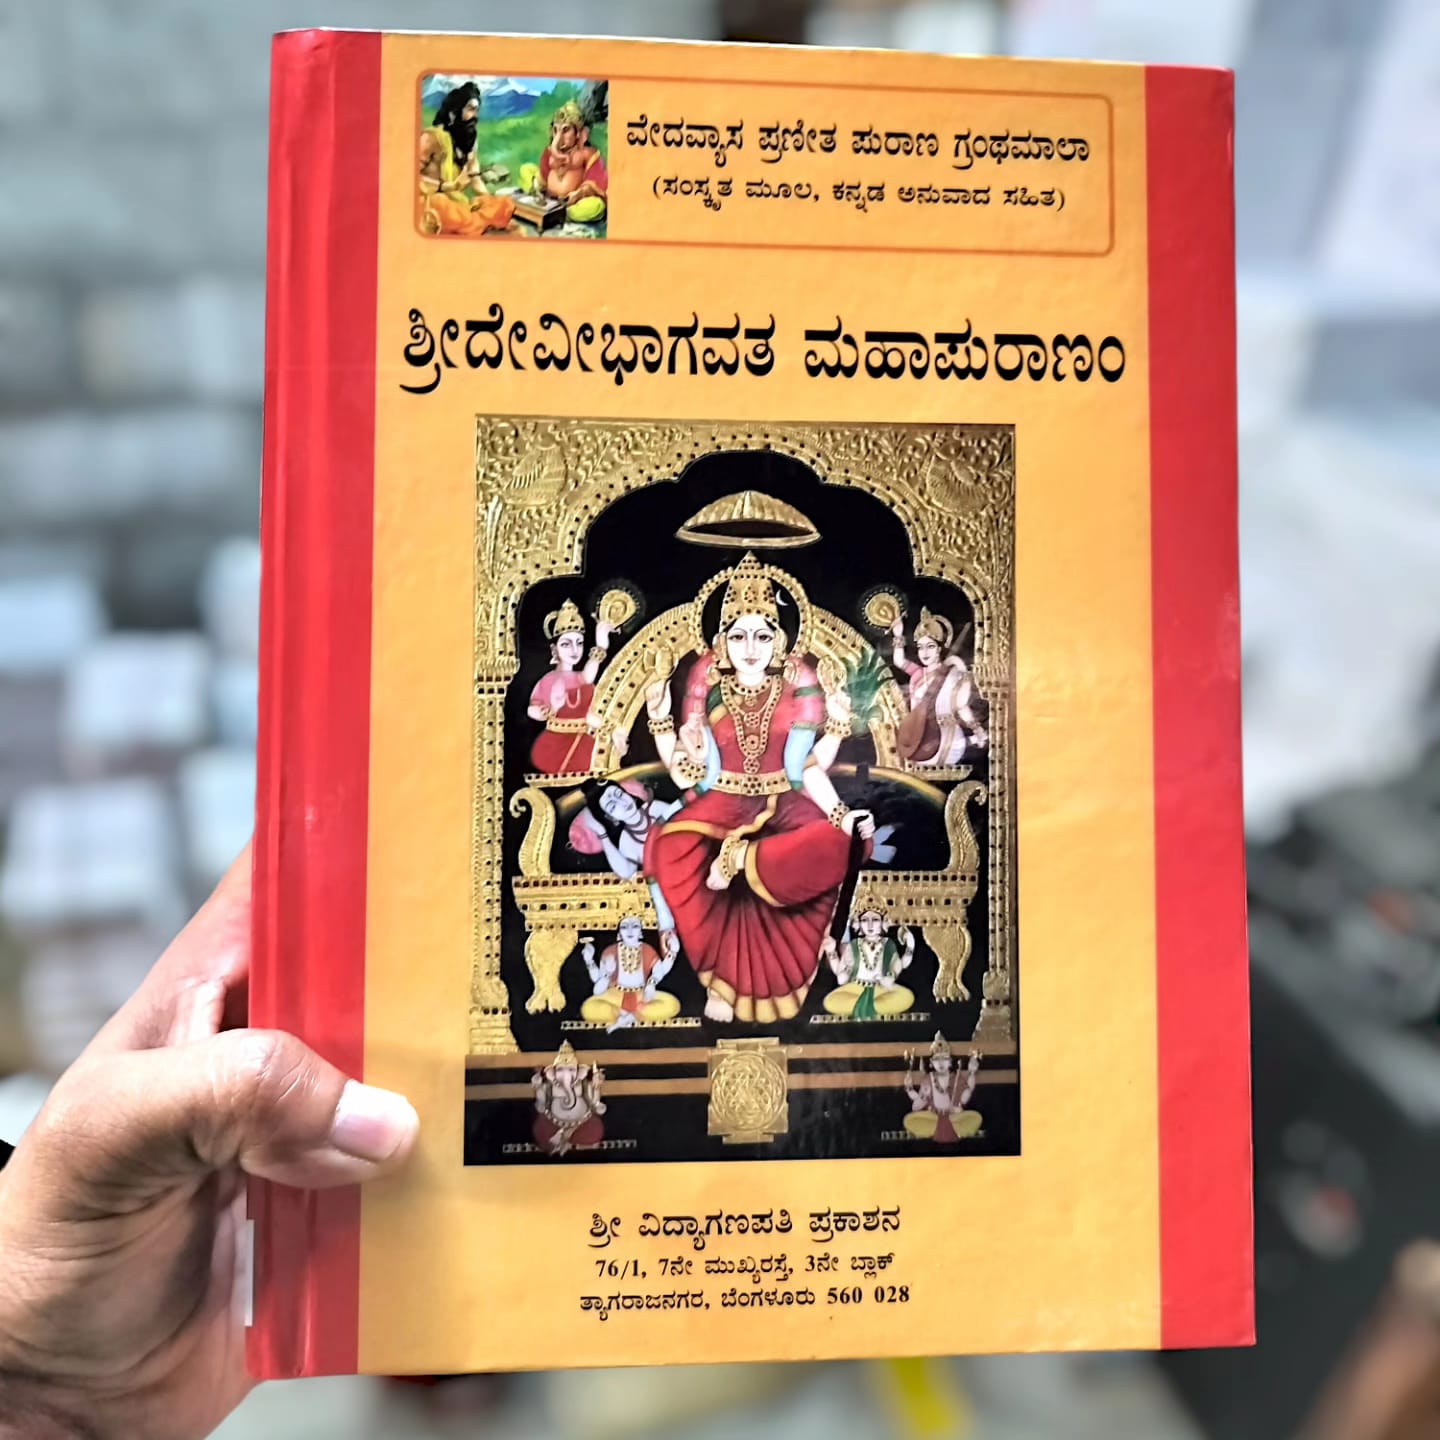 ವೇದವ್ಯಾಸ ಪ್ರಣೀತ ಪುರಾಣ ಗ್ರಂಥಮಾಲಾ
(ಸಂಸ್ಕೃತ ಮೂಲ, ಕನ್ನಡ ಅನುವಾದ ಸಹಿತ)
ಶ್ರೀದೇವೀಭಾಗವತ ಮಹಾಪುರಾಣಂ
ಶ್ರೀ ವಿದ್ಯಾಗಣಪತಿ ಪ್ರಕಾಶನ
76/1, 7ನೇ ಮುಖ್ಯರಸ್ತೆ, 3ನೇ ಬ್ಲಾಕ್
ತ್ಯಾಗರಾಜನಗರ, ಬೆಂಗಳೂರು 560 028